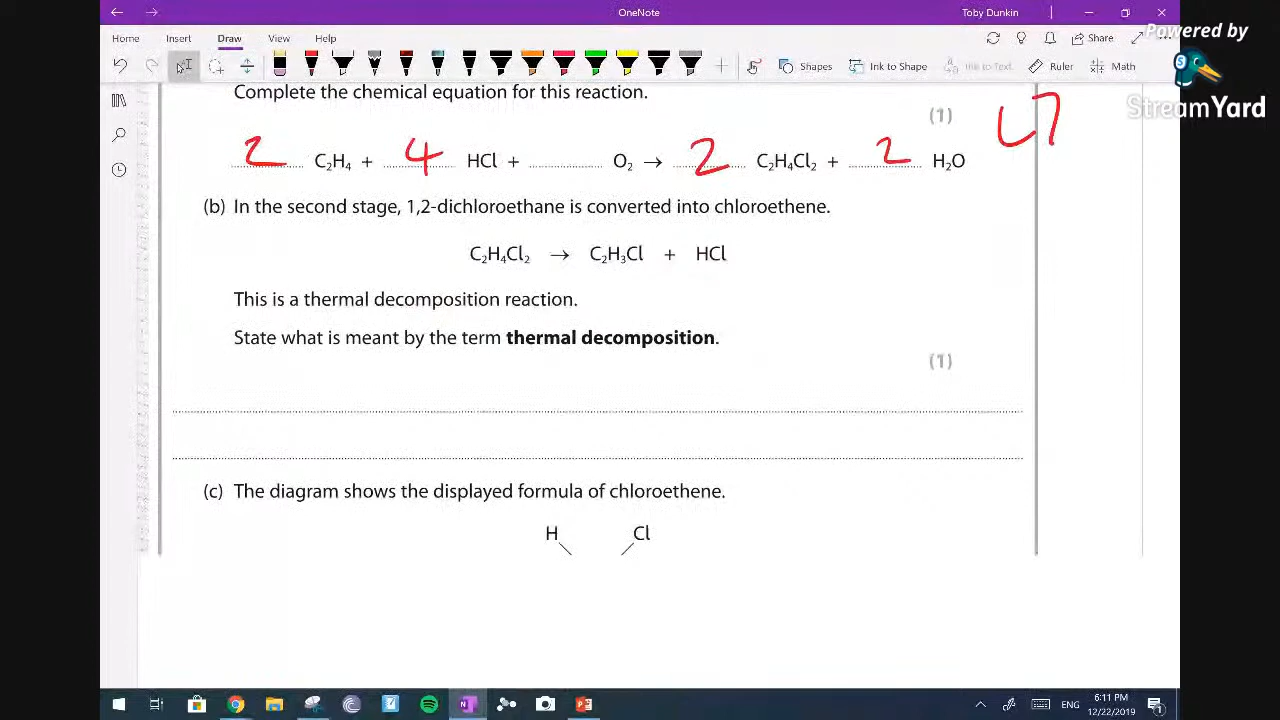 OneNote
Toby Dunkin
Powered by
StreamYard
Home Insert Draw View Help Share
Shapes Ink to Shape Ink to Text Ruler Math
Complete the chemical equation for this reaction.
(1)
2 C₂H₄ + 4 HCl + O₂ → 2 C₂H₄Cl₂ + 2 H₂O
(b) In the second stage, 1,2-dichloroethane is converted into chloroethene.
C₂H₄Cl₂ → C₂H₃Cl + HCl
This is a thermal decomposition reaction.
State what is meant by the term thermal decomposition.
(1)
(c) The diagram shows the displayed formula of chloroethene.
H Cl
ENG 6:11 PM
12/22/2019